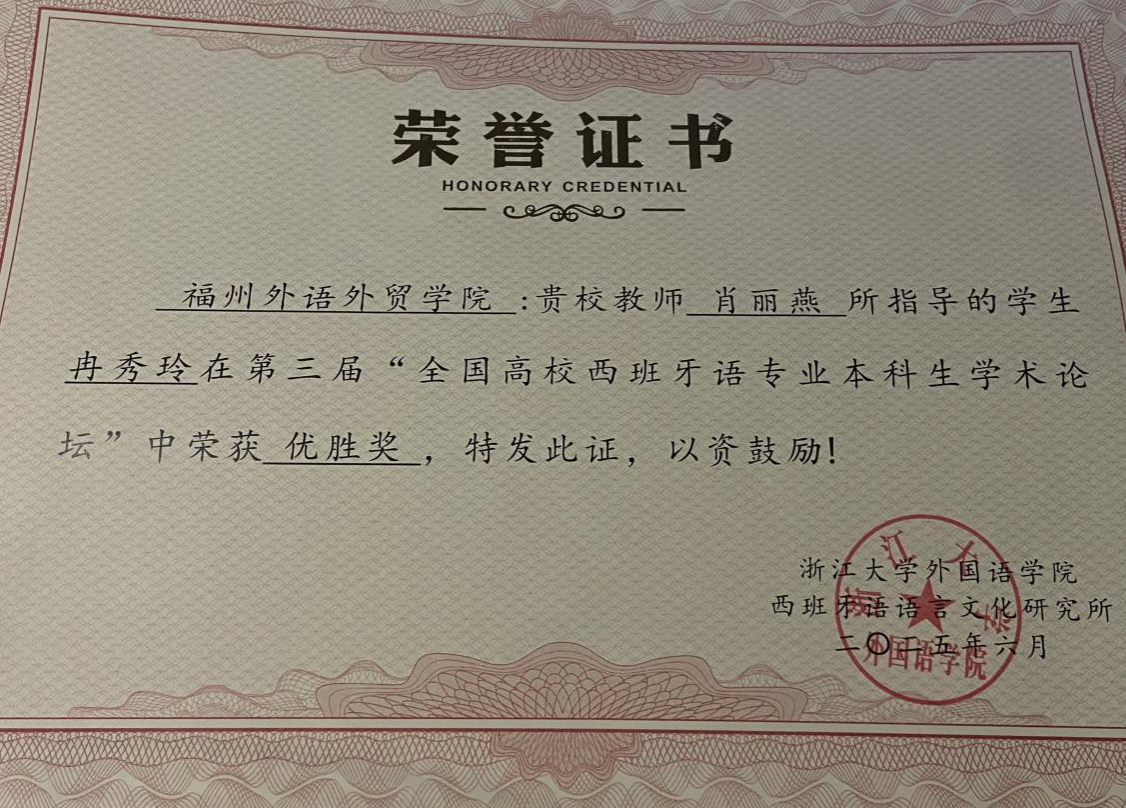 荣誉证书
HONORARY CREDENTIAL
福州外语外贸学院:贵校教师 肖丽燕 所指导的学生
冉秀玲在第三届“全国高校西班牙语专业本科生学术论
坛”中荣获 优胜奖 ，特发此证，以资鼓励!
浙江大学外国语学院
西班牙语语言文化研究所
二〇二五年六月
浙江大学
外国语学院